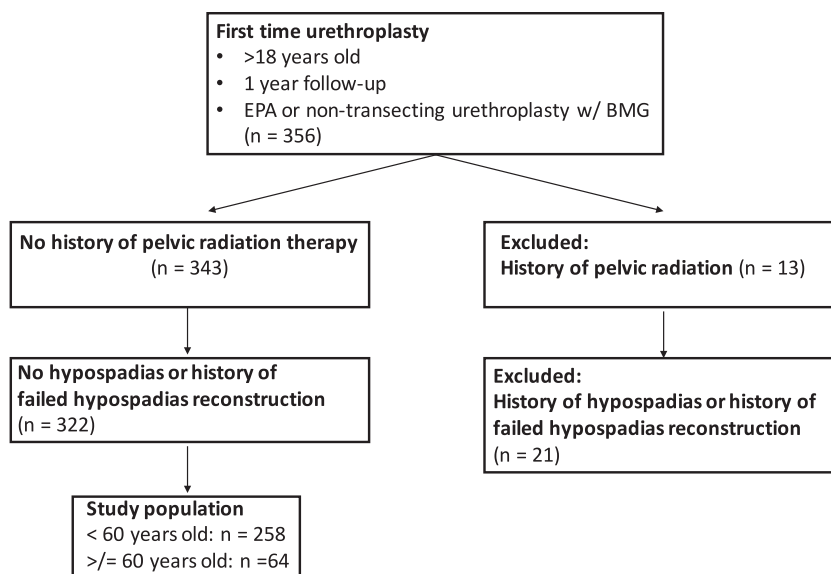 First time urethroplasty
• >18 years old
• 1 year follow-up
• EPA or non-transecting urethroplasty w/ BMG
(n = 356)
No history of pelvic radiation therapy
(n = 343)
Excluded:
History of pelvic radiation (n = 13)
No hypospadias or history of
failed hypospadias reconstruction
(n = 322)
Excluded:
History of hypospadias or history of
failed hypospadias reconstruction
(n = 21)
Study population
< 60 years old: n = 258
>/= 60 years old: n =64